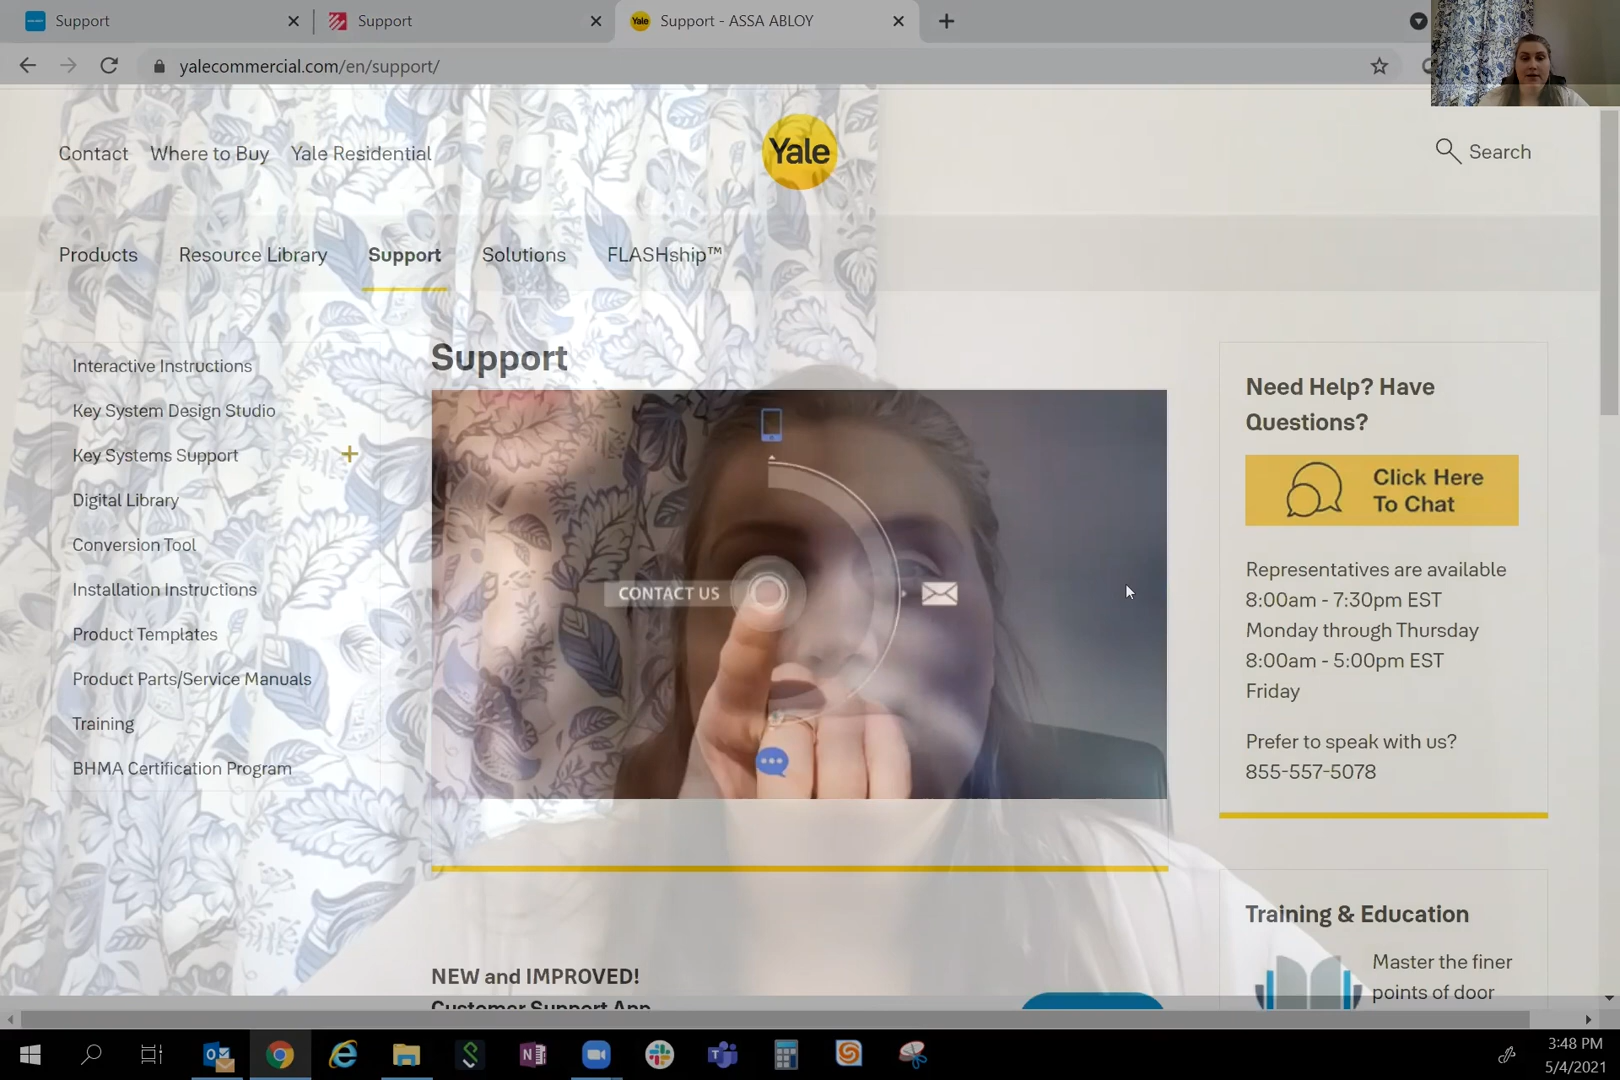 Support
Support
Yale
Support - ASSA ABLOY
yalecommercial.com/en/support/
Contact
Where to Buy
Yale Residential
Yale
Search
Products
Resource Library
Support
Solutions
FLASHship™
Interactive Instructions
Key System Design Studio
Key Systems Support
+
Digital Library
Conversion Tool
Installation Instructions
Product Templates
Product Parts/Service Manuals
Training
BHMA Certification Program
Support
CONTACT US
NEW and IMPROVED!
Customer Support App
Need Help? Have
Questions?
Click Here
To Chat
Representatives are available
8:00am - 7:30pm EST
Monday through Thursday
8:00am - 5:00pm EST
Friday
Prefer to speak with us?
855-557-5078
Training & Education
Master the finer
points of door
3:48 PM
5/4/2021